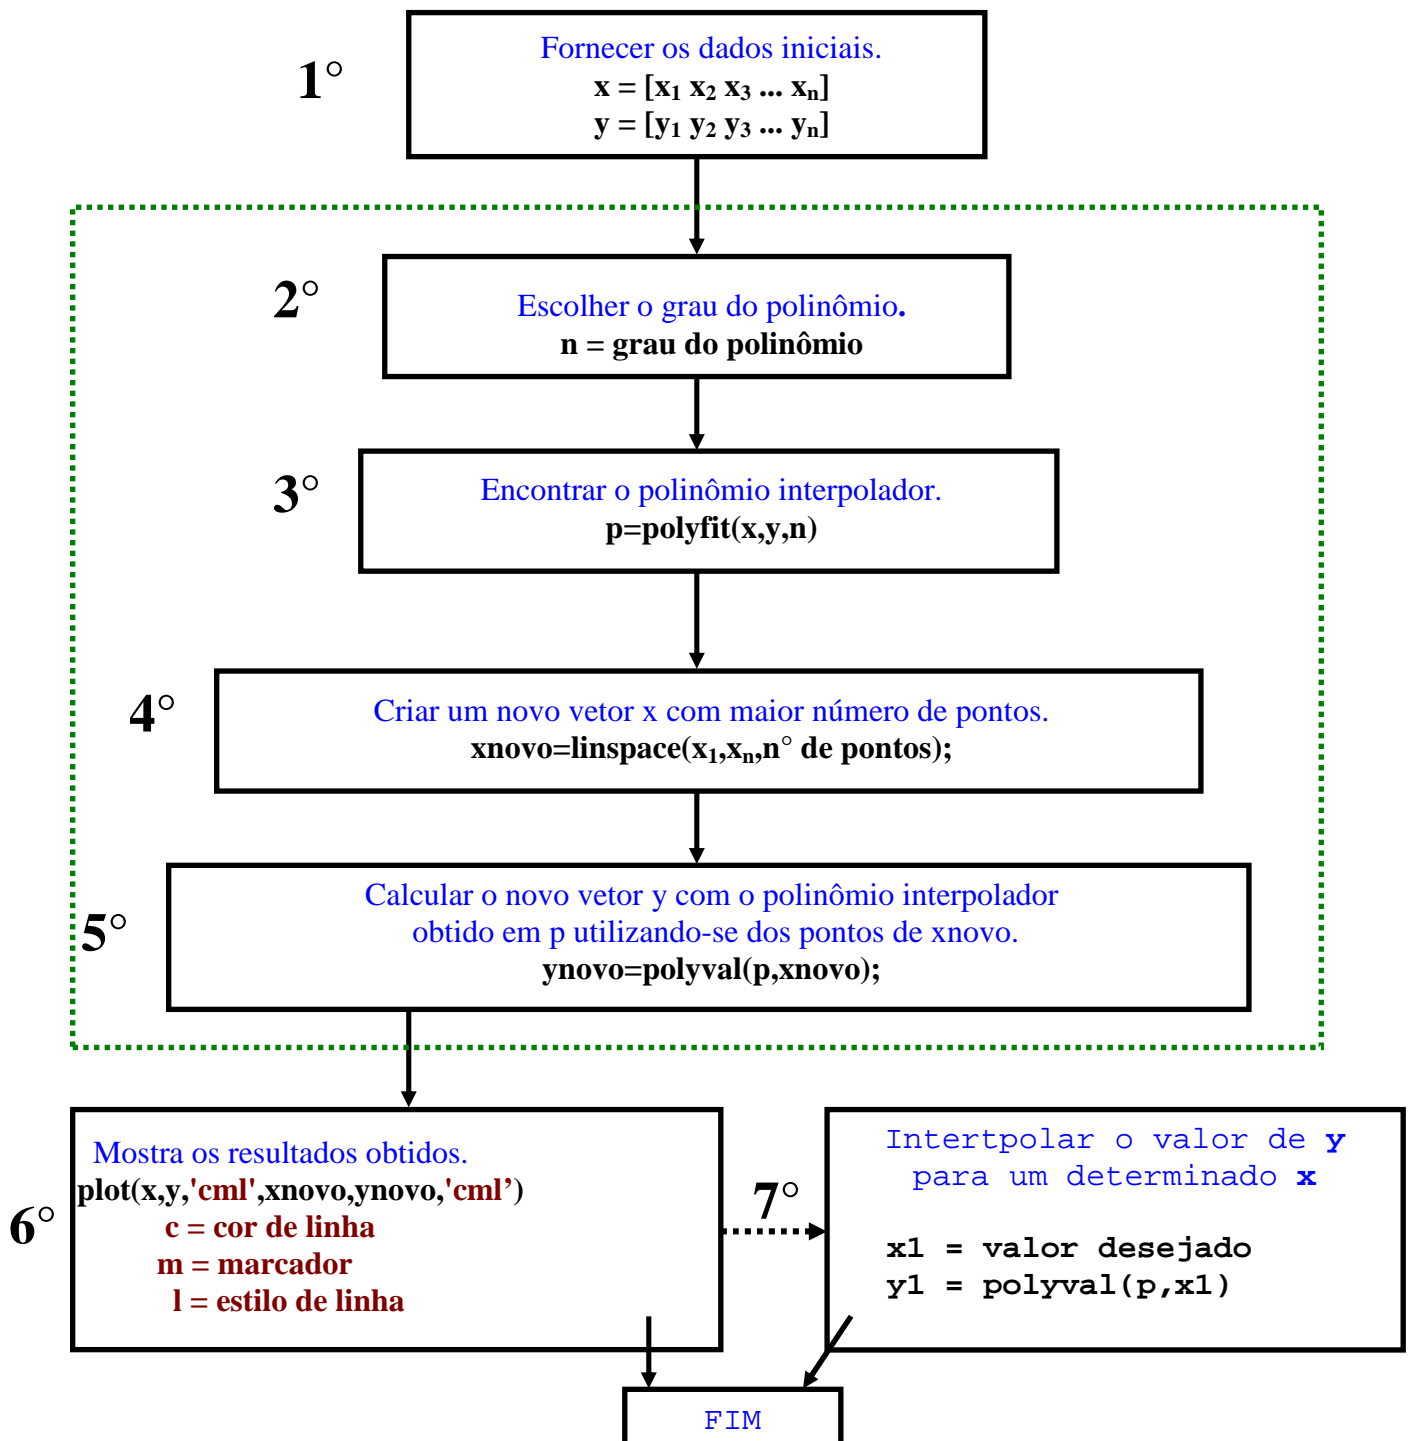 1°
Fornecer os dados iniciais.
x = [x₁ x₂ x₃ ... xₙ]
y = [y₁ y₂ y₃ ... yₙ]
2°
Escolher o grau do polinômio.
n = grau do polinômio
3°
Encontrar o polinômio interpolador.
p=polyfit(x,y,n)
4°
Criar um novo vetor x com maior número de pontos.
xnovo=linspace(x₁,xₙ,n° de pontos);
5°
Calcular o novo vetor y com o polinômio interpolador
obtido em p utilizando-se dos pontos de xnovo.
ynovo=polyval(p,xnovo);
6°
Mostra os resultados obtidos.
plot(x,y,'cml',xnovo,ynovo,'cml’)
c = cor de linha
m = marcador
l = estilo de linha
7°
Intertpolar o valor de y
para um determinado x
x1 = valor desejado
y1 = polyval(p,x1)
FIM